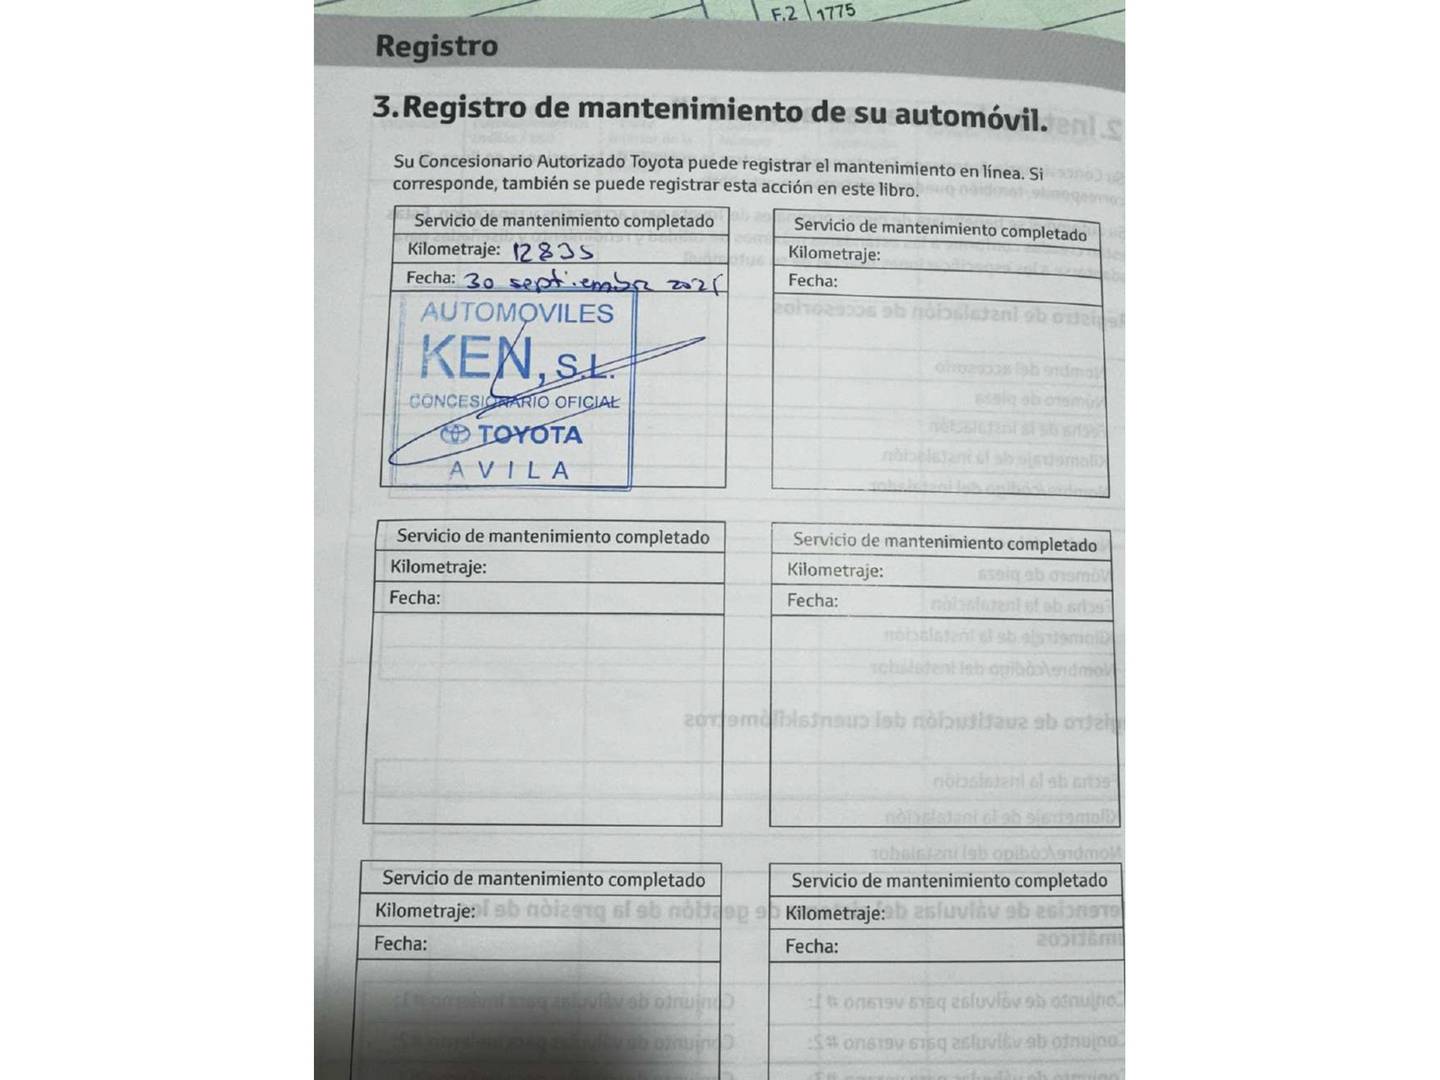 F.2 1775
Registro
3. Registro de mantenimiento de su automóvil.
Su Concesionario Autorizado Toyota puede registrar el mantenimiento en línea. Si
corresponde, también se puede registrar esta acción en este libro.
Servicio de mantenimiento completado
Kilometraje: 12835
Fecha: 30 septiembre 2021
AUTOMOVILES
KEN, S.L.
CONCESIONARIO OFICIAL
TOYOTA
AVILA
Servicio de mantenimiento completado
Kilometraje:
Fecha:
Servicio de mantenimiento completado
Kilometraje:
Fecha:
Servicio de mantenimiento completado
Kilometraje:
Fecha:
Servicio de mantenimiento completado
Kilometraje:
Fecha:
Servicio de mantenimiento completado
Kilometraje:
Fecha: